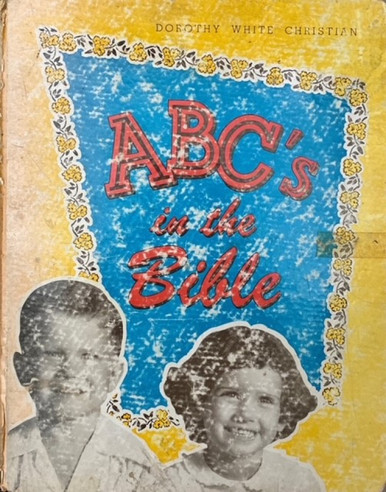 DOROTHY WHITE CHRISTIAN
ABC's
in the
Bible